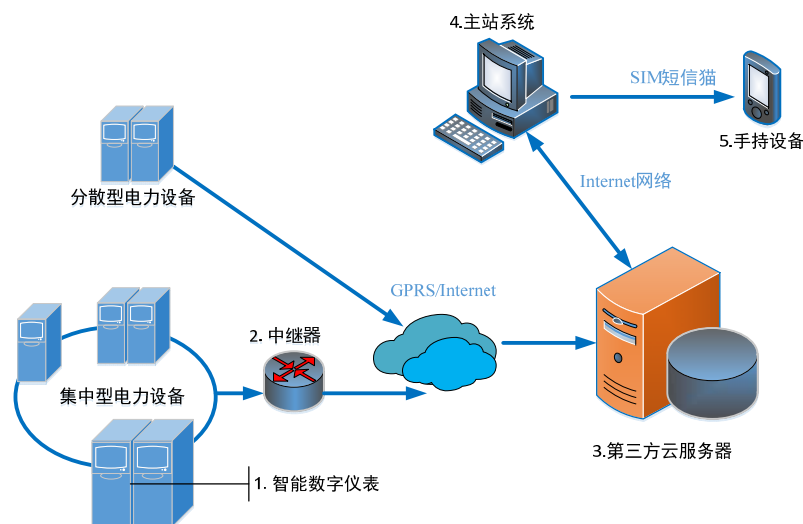 4.主站系统
SIM短信猫
5.手持设备
分散型电力设备
Internet网络
GPRS/Internet
2. 中继器
集中型电力设备
3.第三方云服务器
1. 智能数字仪表